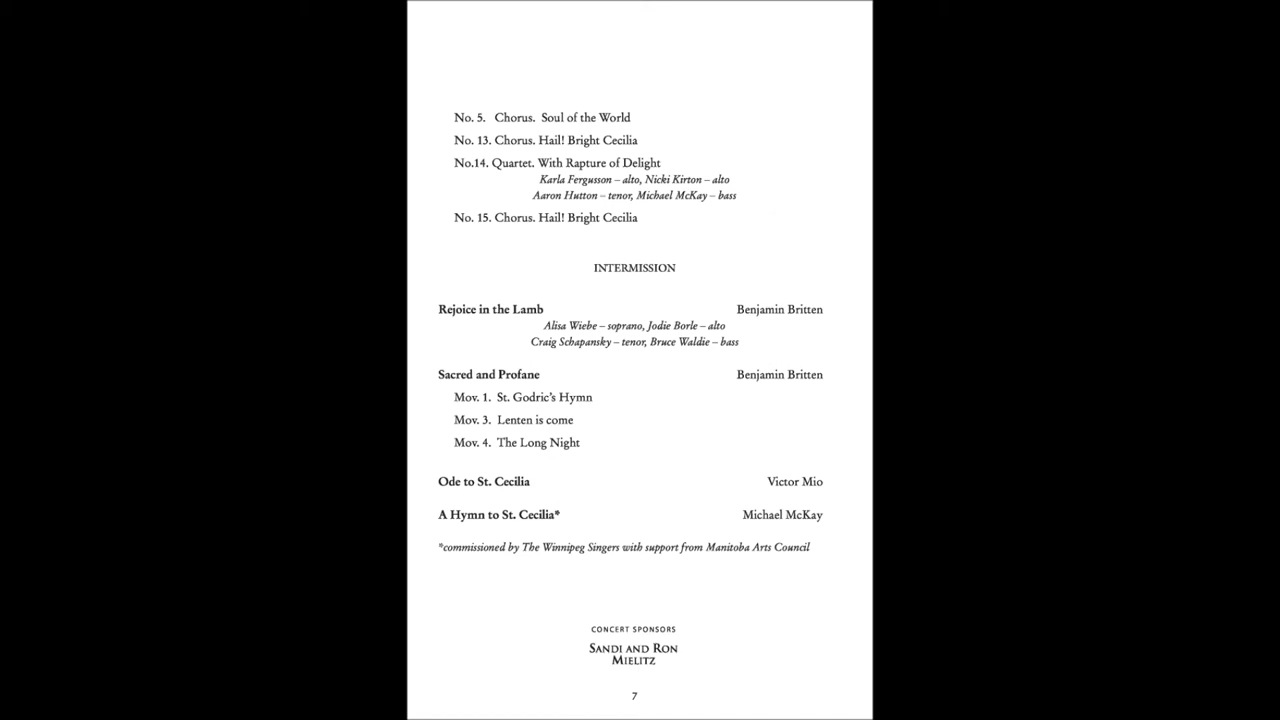 No. 5. Chorus. Soul of the World
No. 13. Chorus. Hail! Bright Cecilia
No.14. Quartet. With Rapture of Delight
Karla Fergusson – alto, Nicki Kirton – alto
Aaron Hutton – tenor, Michael McKay – bass
No. 15. Chorus. Hail! Bright Cecilia
INTERMISSION
Rejoice in the Lamb Benjamin Britten
Alisa Wiebe – soprano, Jodie Borle – alto
Craig Schapansky – tenor, Bruce Waldie – bass
Sacred and Profane Benjamin Britten
Mov. 1. St. Godric's Hymn
Mov. 3. Lenten is come
Mov. 4. The Long Night
Ode to St. Cecilia Victor Mio
A Hymn to St. Cecilia* Michael McKay
*commissioned by The Winnipeg Singers with support from Manitoba Arts Council
CONCERT SPONSORS
SANDI AND RON
MIELITZ
7